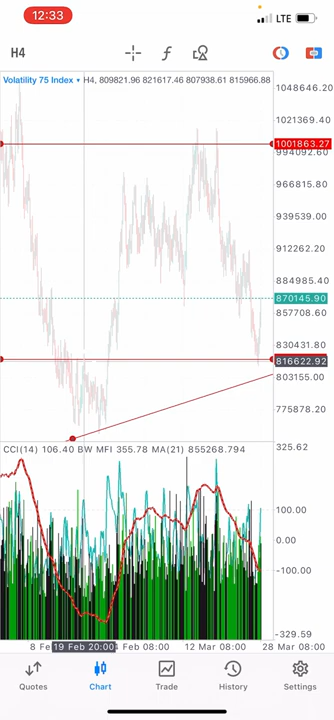 12:33
LTE
H4
f
Volatility 75 Index ▾ H4, 809821.96 821617.46 807938.61 815966.88
1048646.20
1021369.40
1001863.27
994092.60
966815.80
939539.00
912262.20
884985.40
870145.90
857708.60
830431.80
816622.92
803155.00
775878.20
CCI(14) 106.40 BW MFI 355.78 MA(21) 855268.794
325.62
100.00
0.00
-100.00
-329.59
8 Fe 19 Feb 20:00 Feb 08:00 12 Mar 08:00 28 Mar 08:00
Quotes Chart Trade History Settings